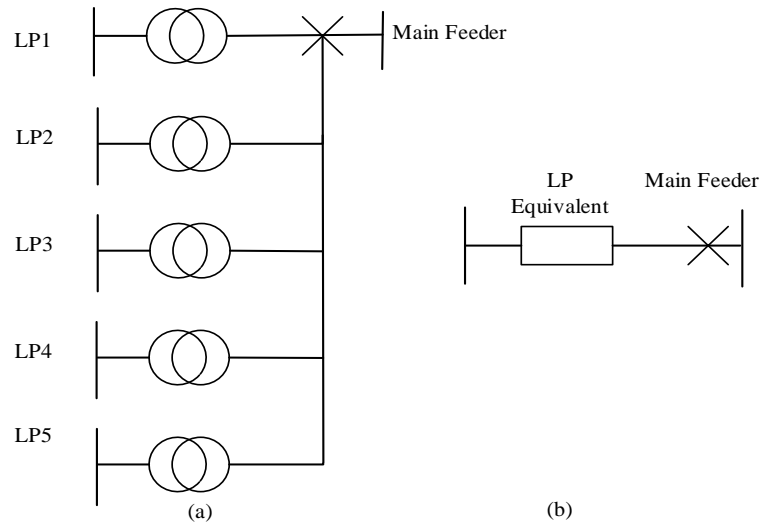 LP1
Main Feeder
LP2
LP3
LP4
LP5
(a)
LP
Equivalent
Main Feeder
(b)